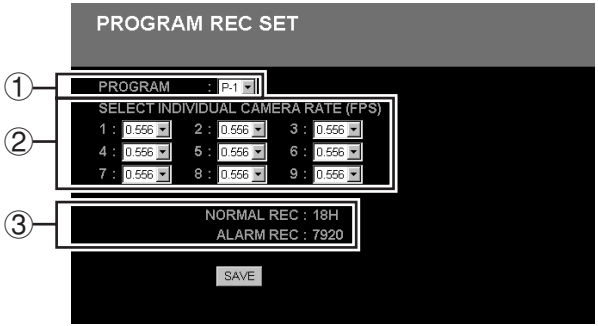 PROGRAM REC SET
① PROGRAM : P-1
② SELECT INDIVIDUAL CAMERA RATE (FPS)
1 : 0.556 2 : 0.556 3 : 0.556
4 : 0.556 5 : 0.556 6 : 0.556
7 : 0.556 8 : 0.556 9 : 0.556
③ NORMAL REC : 18H
ALARM REC : 7920
SAVE